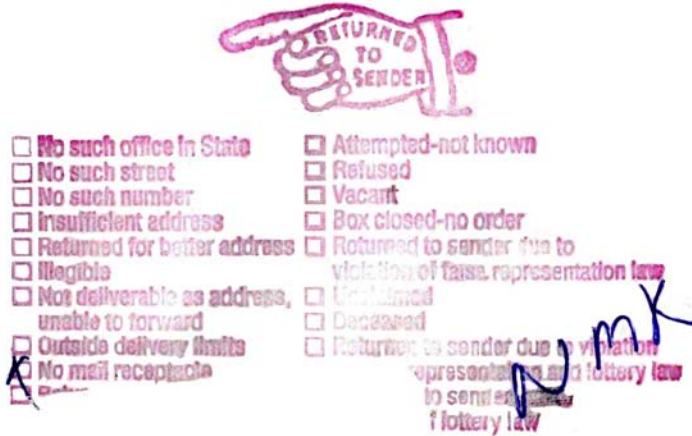 RETURNED
TO
SENDER
No such office in State
No such street
No such number
Insufficient address
Returned for better address
Illegible
Not deliverable as address,
unable to forward
Outside delivery limits
X No mail receptacle
Attempted-not known
Refused
Vacant
Box closed-no order
Returned to sender due to
violation of false representation law
Unclaimed
Deceased
Returned to sender due to violation
epresentation and lottery law
to sender
f lottery law
N M K